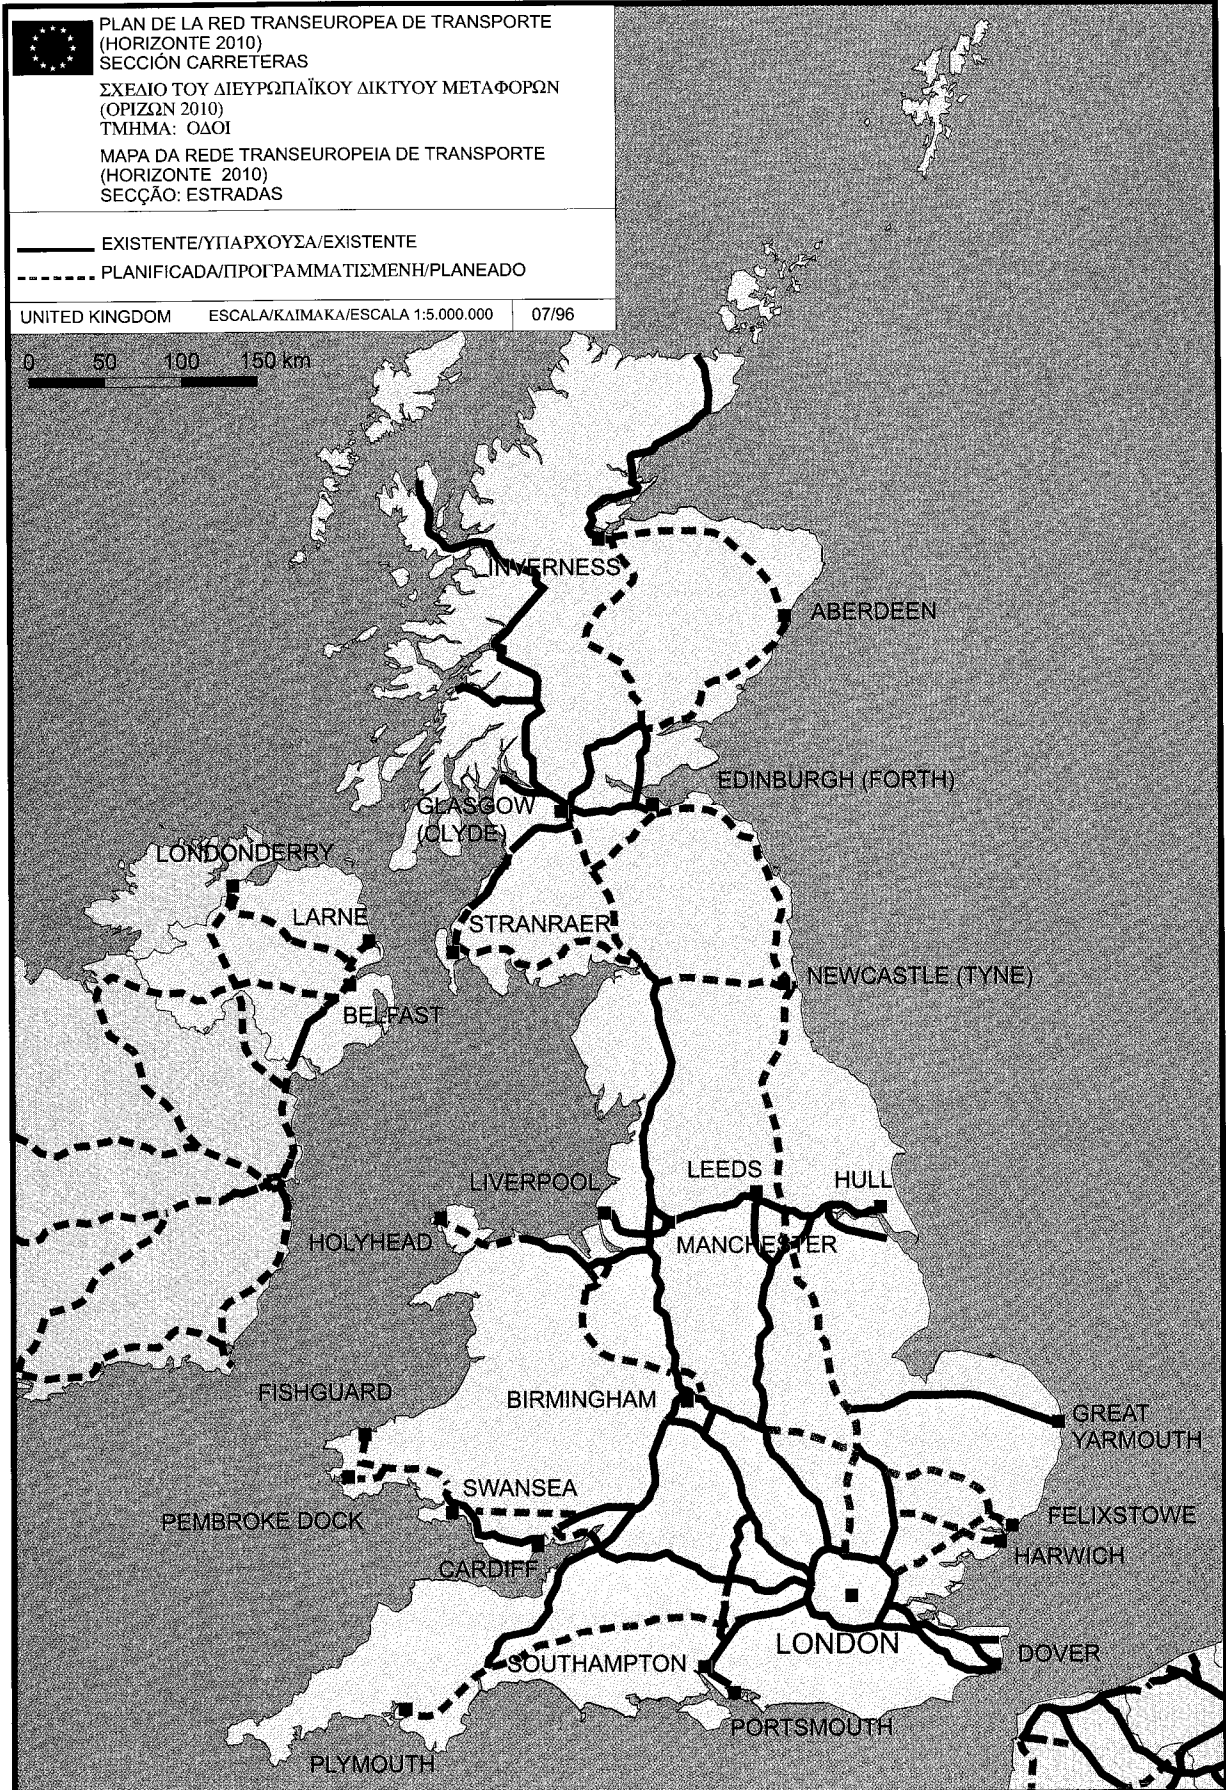 PLAN DE LA RED TRANSEUROPEA DE TRANSPORTE
(HORIZONTE 2010)
SECCIÓN CARRETERAS
ΣΧΕΔΙΟ ΤΟΥ ΔΙΕΥΡΩΠΑΪΚΟΥ ΔΙΚΤΥΟΥ ΜΕΤΑΦΟΡΩΝ
(ΟΡΙΖΩΝ 2010)
ΤΜΗΜΑ: ΟΔΟΙ
MAPA DA REDE TRANSEUROPEIA DE TRANSPORTE
(HORIZONTE 2010)
SECÇÃO: ESTRADAS
EXISTENTE/ΥΠΑΡΧΟΥΣΑ/EXISTENTE
PLANIFICADA/ΠΡΟΓΡΑΜΜΑΤΙΣΜΕΝΗ/PLANEADO
UNITED KINGDOM ESCALA/ΚΛΙΜΑΚΑ/ESCALA 1:5.000.000 07/96
0 50 100 150 km
INVERNESS
ABERDEEN
EDINBURGH (FORTH)
GLASGOW
(CLYDE)
LONDONDERRY
LARNE
STRANRAER
NEWCASTLE (TYNE)
BELFAST
LEEDS
HULL
LIVERPOOL
HOLYHEAD
MANCHESTER
FISHGUARD
BIRMINGHAM
GREAT
YARMOUTH
SWANSEA
PEMBROKE DOCK
FELIXSTOWE
HARWICH
CARDIFF
LONDON
DOVER
SOUTHAMPTON
PORTSMOUTH
PLYMOUTH